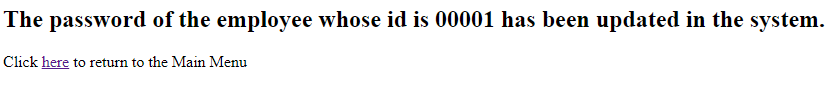 The password of the employee whose id is 00001 has been updated in the system.
Click here to return to the Main Menu